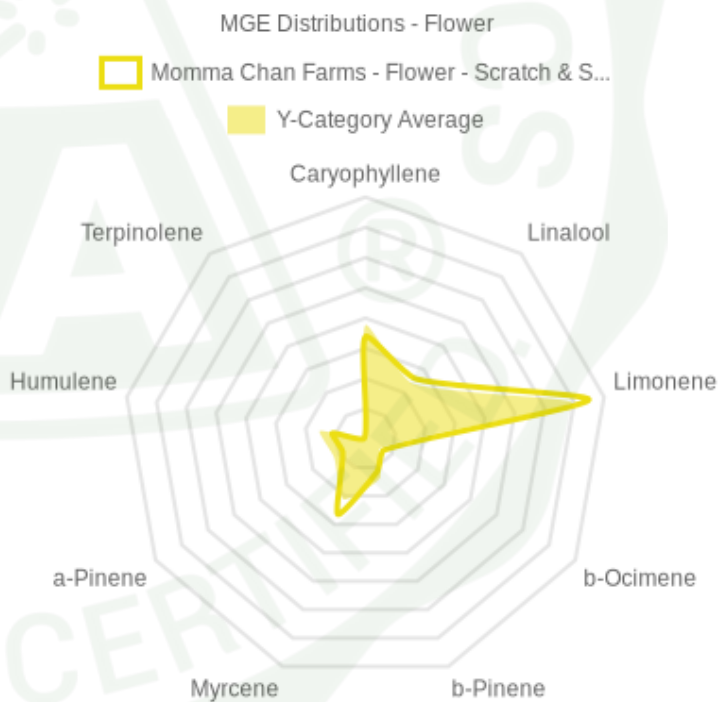 MGE Distributions - Flower
Momma Chan Farms - Flower - Scratch & S...
Y-Category Average
Caryophyllene
Terpinolene
Linalool
Humulene
Limonene
a-Pinene
b-Ocimene
Myrcene
b-Pinene
A
®
CERTIFIED.